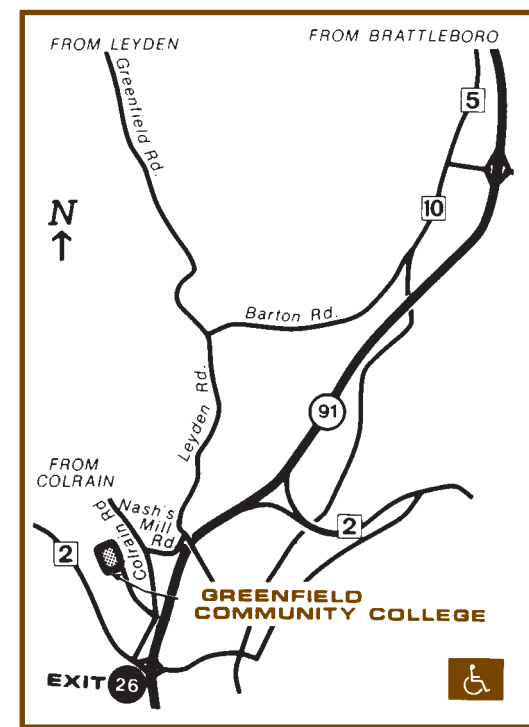 FROM LEYDEN
FROM BRATTLEBORO
Greenfield Rd.
5
10
N
Barton Rd.
Leyden Rd.
91
FROM
COLRAIN
Nash's
Mill
Rd
Colrain Rd
2
2
GREENFIELD
COMMUNITY COLLEGE
EXIT 26